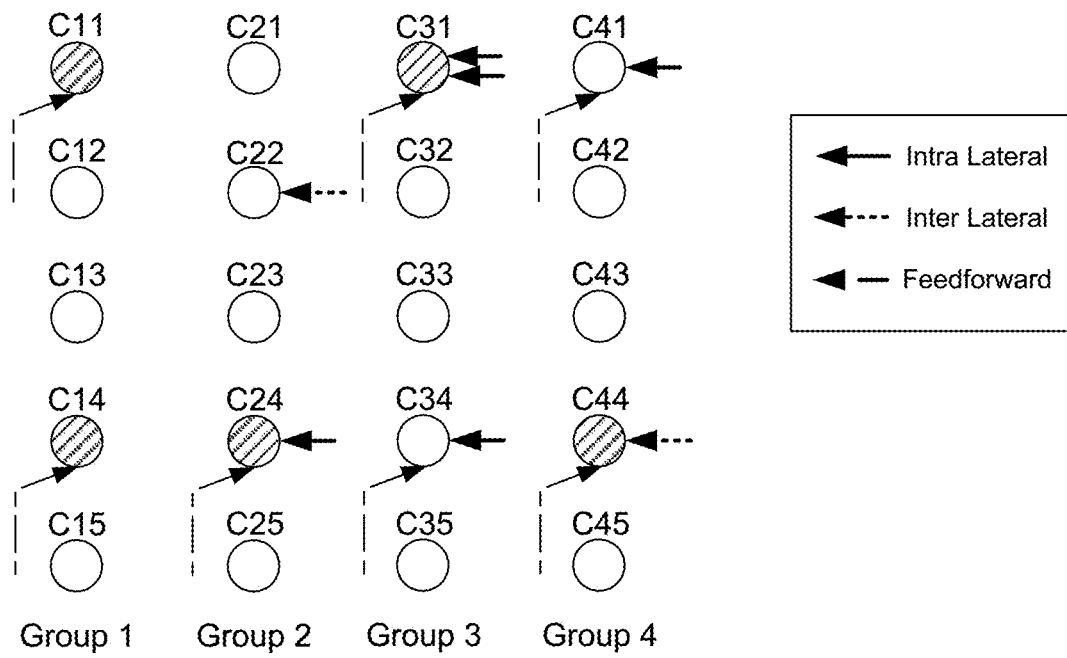 C11 C21 C31 C41
C12 C22 C32 C42
C13 C23 C33 C43
C14 C24 C34 C44
C15 C25 C35 C45
Group 1 Group 2 Group 3 Group 4
Intra Lateral
Inter Lateral
Feedforward